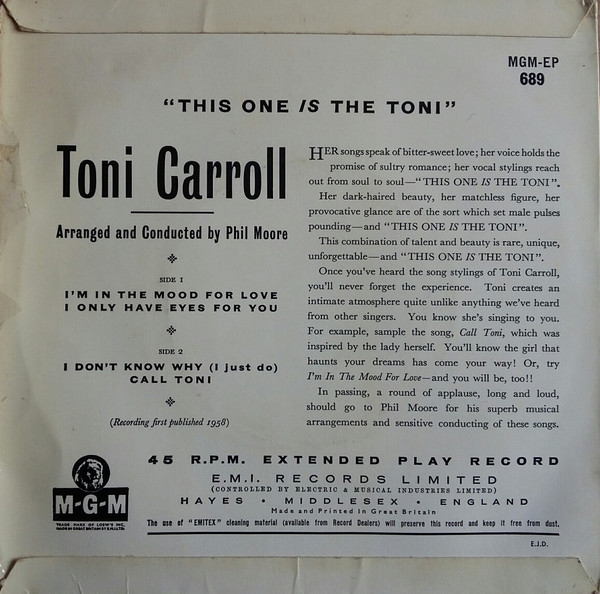 MGM-EP
689
"THIS ONE IS THE TONI"
Toni Carroll
Arranged and Conducted by Phil Moore
SIDE 1
I'M IN THE MOOD FOR LOVE
I ONLY HAVE EYES FOR YOU
SIDE 2
I DON'T KNOW WHY (I just do)
CALL TONI
(Recording first published 1958)
HER songs speak of bitter-sweet love; her voice holds the
promise of sultry romance; her vocal stylings reach
out from soul to soul—"THIS ONE IS THE TONI".
Her dark-haired beauty, her matchless figure, her
provocative glance are of the sort which set male pulses
pounding—and "THIS ONE IS THE TONI".
This combination of talent and beauty is rare, unique,
unforgettable—and "THIS ONE IS THE TONI".
Once you've heard the song stylings of Toni Carroll,
you'll never forget the experience. Toni creates an
intimate atmosphere quite unlike anything we've heard
from other singers. You know she's singing to you.
For example, sample the song, Call Toni, which was
inspired by the lady herself. You'll know the girl that
haunts your dreams has come your way! Or, try
I'm In The Mood For Love—and you will be, too!!
In passing, a round of applause, long and loud,
should go to Phil Moore for his superb musical
arrangements and sensitive conducting of these songs.
45 R.P.M. EXTENDED PLAY RECORD
E.M.I. RECORDS LIMITED
(CONTROLLED BY ELECTRIC & MUSICAL INDUSTRIES LIMITED)
HAYES • MIDDLESEX • ENGLAND
Made and Printed in Great Britain
The use of "EMITEX" cleaning material (available from Record Dealers) will preserve this record and keep it free from dust.
M-G-M
TRADE MARK OF LOEW'S INC.
E.J.D.